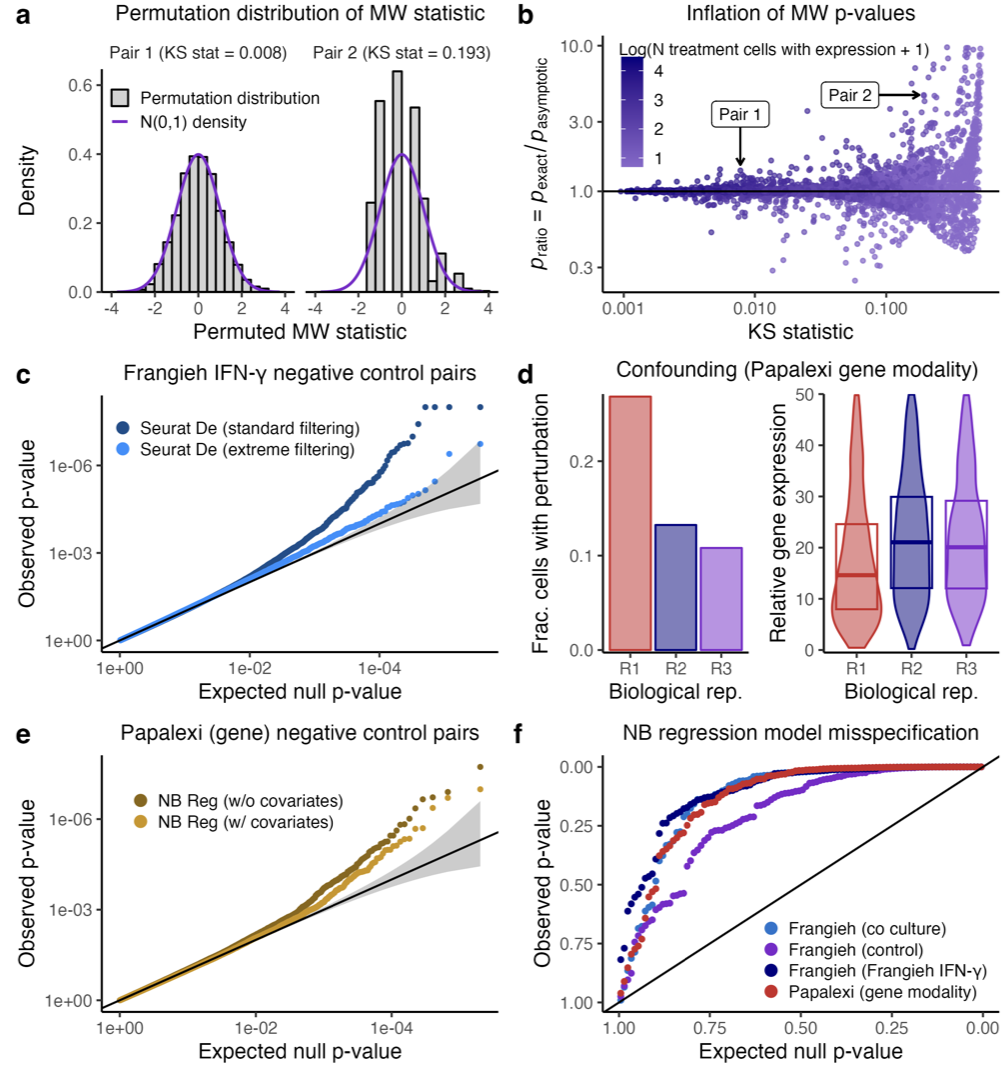 a
Permutation distribution of MW statistic
Pair 1 (KS stat = 0.008)
Pair 2 (KS stat = 0.193)
Permutation distribution
N(0,1) density
Density
0.6
0.4
0.2
0.0
-4 -2 0 2 4
-4 -2 0 2 4
Permuted MW statistic
b
Inflation of MW p-values
Log(N treatment cells with expression + 1)
4
3
2
1
Pair 1
Pair 2
p_ratio = p_exact / p_asymptotic
10.0
3.0
1.0
0.3
0.001 0.010 0.100
KS statistic
c
Frangieh IFN-γ negative control pairs
Seurat De (standard filtering)
Seurat De (extreme filtering)
Observed p-value
1e-06
1e-03
1e+00
1e+00 1e-02 1e-04
Expected null p-value
d
Confounding (Papalexi gene modality)
Frac. cells with perturbation
0.2
0.1
0.0
R1 R2 R3
Biological rep.
Relative gene expression
50
40
30
20
10
0
R1 R2 R3
Biological rep.
e
Papalexi (gene) negative control pairs
NB Reg (w/o covariates)
NB Reg (w/ covariates)
Observed p-value
1e-06
1e-03
1e+00
1e+00 1e-02 1e-04
Expected null p-value
f
NB regression model misspecification
Observed p-value
0.00
0.25
0.50
0.75
1.00
Frangieh (co culture)
Frangieh (control)
Frangieh (Frangieh IFN-γ)
Papalexi (gene modality)
1.00 0.75 0.50 0.25 0.00
Expected null p-value